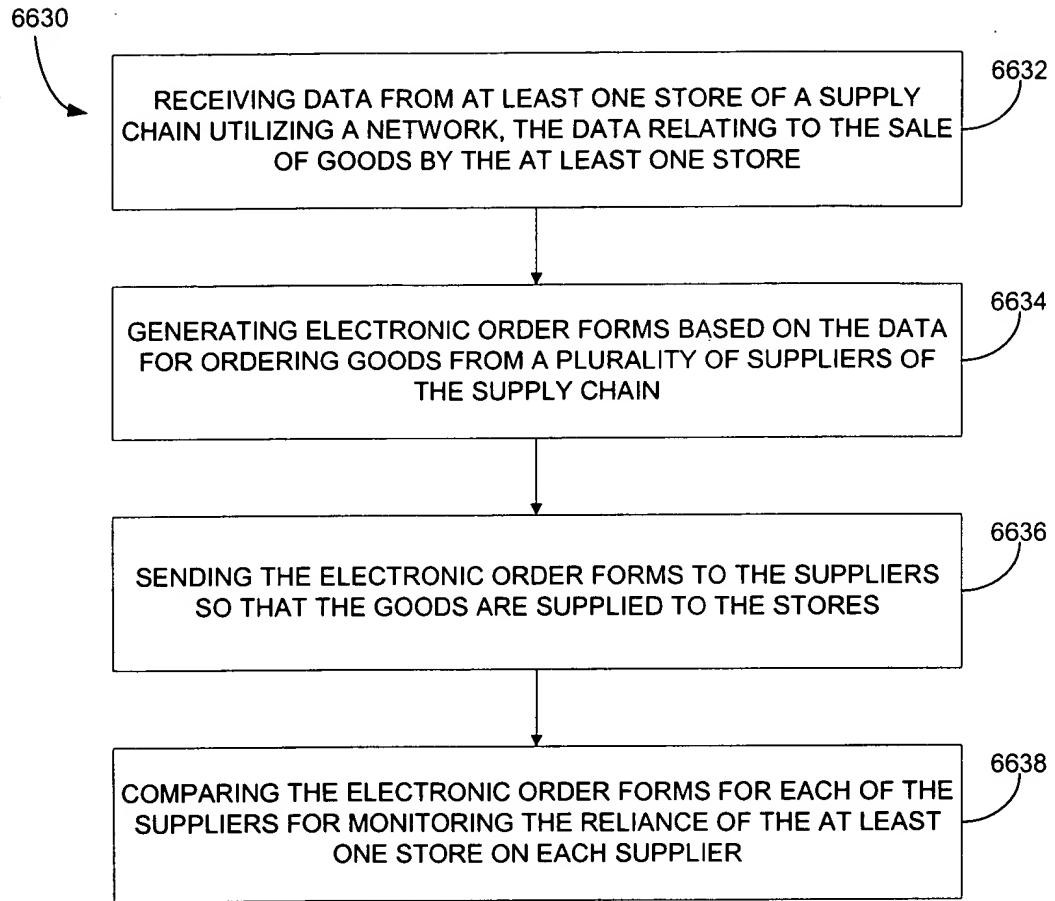 6630
6632
RECEIVING DATA FROM AT LEAST ONE STORE OF A SUPPLY
CHAIN UTILIZING A NETWORK, THE DATA RELATING TO THE SALE
OF GOODS BY THE AT LEAST ONE STORE
6634
GENERATING ELECTRONIC ORDER FORMS BASED ON THE DATA
FOR ORDERING GOODS FROM A PLURALITY OF SUPPLIERS OF
THE SUPPLY CHAIN
6636
SENDING THE ELECTRONIC ORDER FORMS TO THE SUPPLIERS
SO THAT THE GOODS ARE SUPPLIED TO THE STORES
6638
COMPARING THE ELECTRONIC ORDER FORMS FOR EACH OF THE
SUPPLIERS FOR MONITORING THE RELIANCE OF THE AT LEAST
ONE STORE ON EACH SUPPLIER